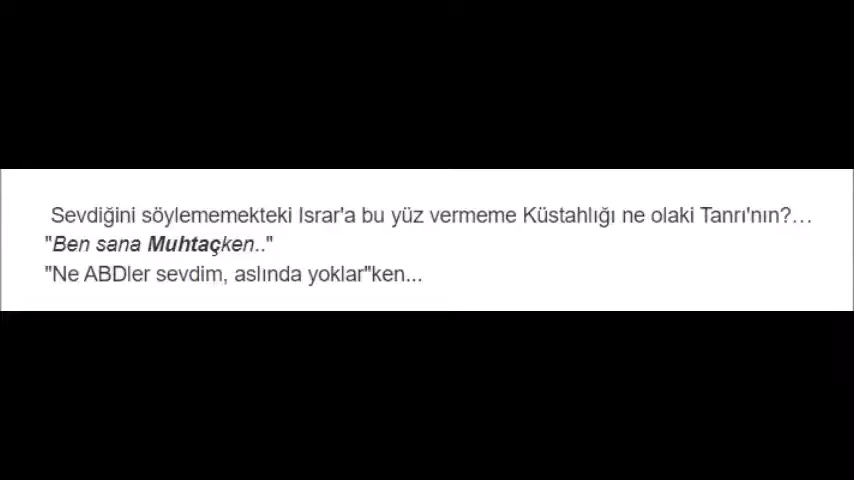 Sevdiğini söylememekteki Israr'a bu yüz vermeme Küstahlığı ne olaki Tanrı'nın?…
"Ben sana Muhtaçken.."
"Ne ABDler sevdim, aslında yoklar"ken...